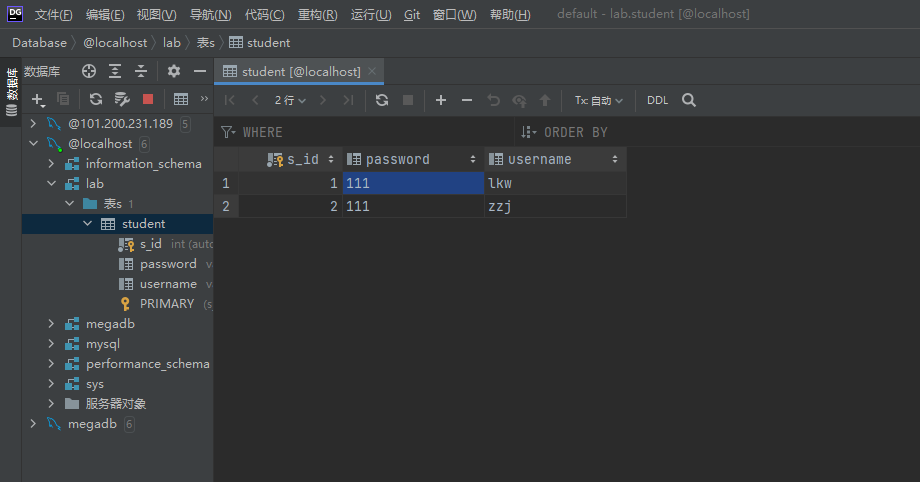 DG 文件(F) 编辑(E) 视图(V) 导航(N) 代码(C) 重构(R) 运行(U) Git 窗口(W) 帮助(H) default - lab.student [@localhost]
Database @localhost lab 表s student
数据库
数据库
student [@localhost]
2 行
Tx: 自动
DDL
WHERE
ORDER BY
s_id password username
1 111 lkw
2 111 zzj
@101.200.231.189 5
@localhost 6
information_schema
lab
表s 1
student
s_id int (auto
password v
username va
PRIMARY (s_
megadb
mysql
performance_schema
sys
服务器对象
megadb 6